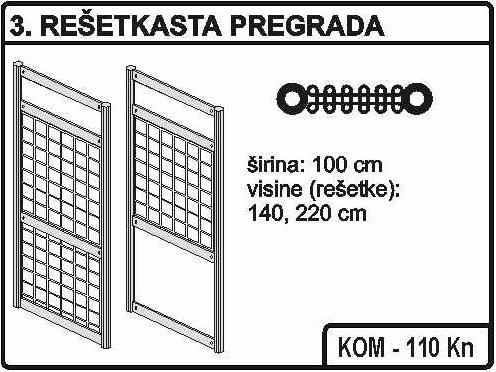 3. REŠETKASTA PREGRADA
širina: 100 cm
visine (rešetke):
140, 220 cm
KOM - 110 Kn